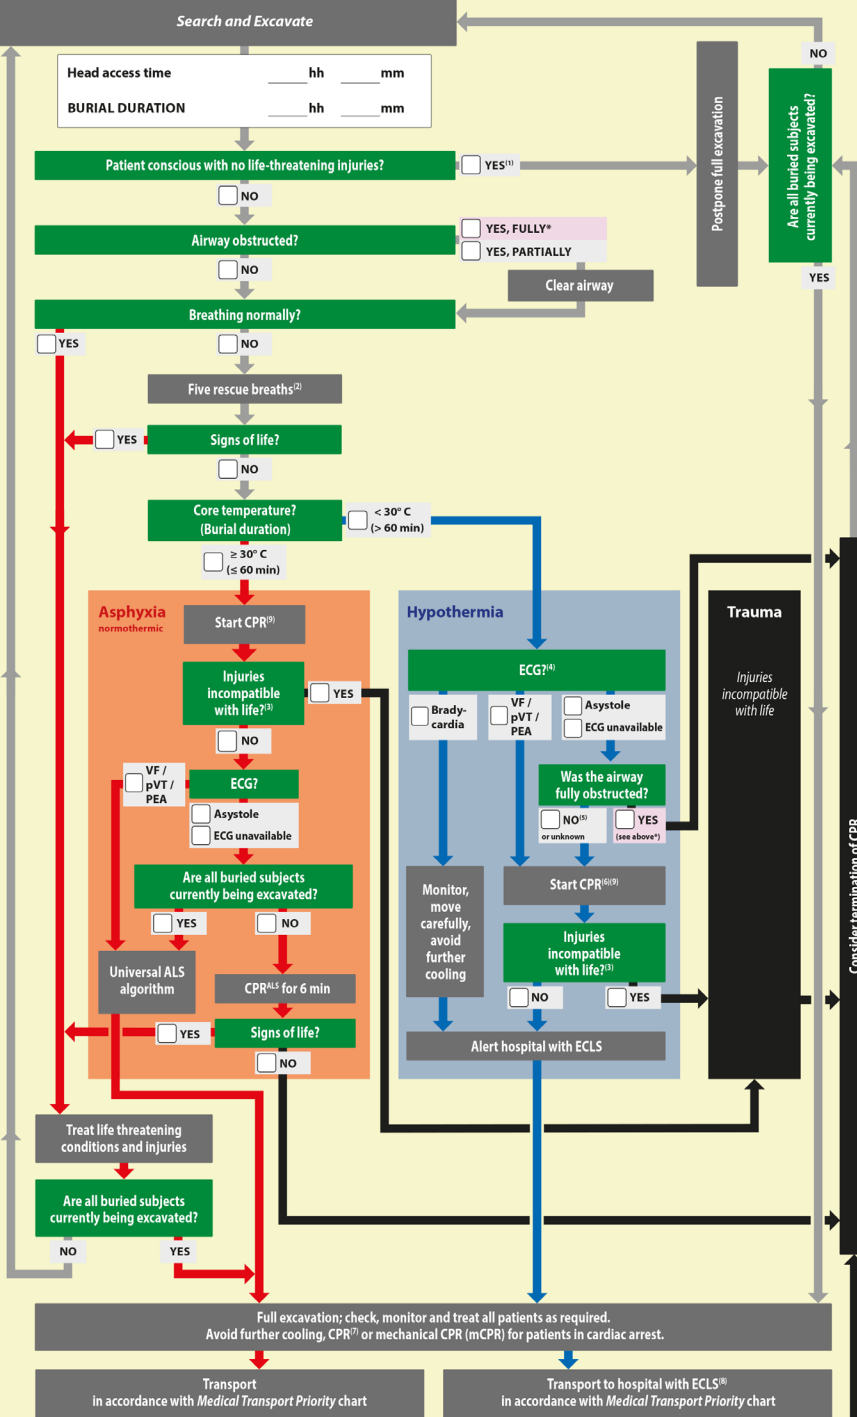 Search and Excavate
Head access time ______hh ______mm
BURIAL DURATION ______hh ______mm
Patient conscious with no life-threatening injuries?
YES(1)
NO
Postpone full excavation
NO
Are all buried subjects
currently being excavated?
YES
Airway obstructed?
YES, FULLY*
YES, PARTIALLY
NO
Clear airway
Breathing normally?
YES
NO
Five rescue breaths(2)
Signs of life?
YES
NO
Core temperature?
(Burial duration)
< 30° C
(> 60 min)
≥ 30° C
(≤ 60 min)
Asphyxia
normothermic
Start CPR(9)
Injuries
incompatible
with life?(3)
YES
NO
ECG?
VF /
pVT /
PEA
Asystole
ECG unavailable
Are all buried subjects
currently being excavated?
YES
NO
Universal ALS
algorithm
CPRALS for 6 min
Signs of life?
YES
NO
Hypothermia
ECG?(4)
Brady-
cardia
VF /
pVT /
PEA
Asystole
ECG unavailable
Was the airway
fully obstructed?
NO(5)
or unknown
YES
(see above*)
Monitor,
move
carefully,
avoid
further
cooling
Start CPR(6)(9)
Injuries
incompatible
with life?(3)
NO
YES
Alert hospital with ECLS
Trauma
Injuries
incompatible
with life
Consider termination of CPR
Treat life threatening
conditions and injuries
Are all buried subjects
currently being excavated?
NO
YES
Full excavation; check, monitor and treat all patients as required.
Avoid further cooling, CPR(7) or mechanical CPR (mCPR) for patients in cardiac arrest.
Transport
in accordance with Medical Transport Priority chart
Transport to hospital with ECLS(8)
in accordance with Medical Transport Priority chart